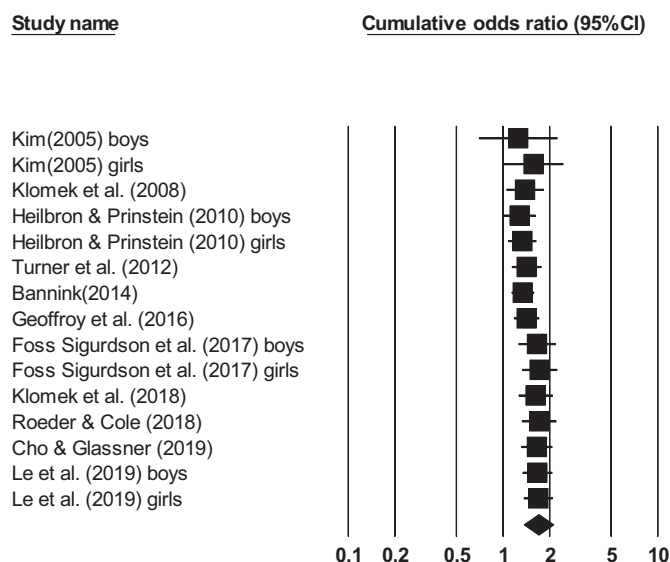 Study name Cumulative odds ratio (95%CI)
Kim(2005) boys
Kim(2005) girls
Klomek et al. (2008)
Heilbron & Prinstein (2010) boys
Heilbron & Prinstein (2010) girls
Turner et al. (2012)
Bannink(2014)
Geoffroy et al. (2016)
Foss Sigurdson et al. (2017) boys
Foss Sigurdson et al. (2017) girls
Klomek et al. (2018)
Roeder & Cole (2018)
Cho & Glassner (2019)
Le et al. (2019) boys
Le et al. (2019) girls
0.1 0.2 0.5 1 2 5 10